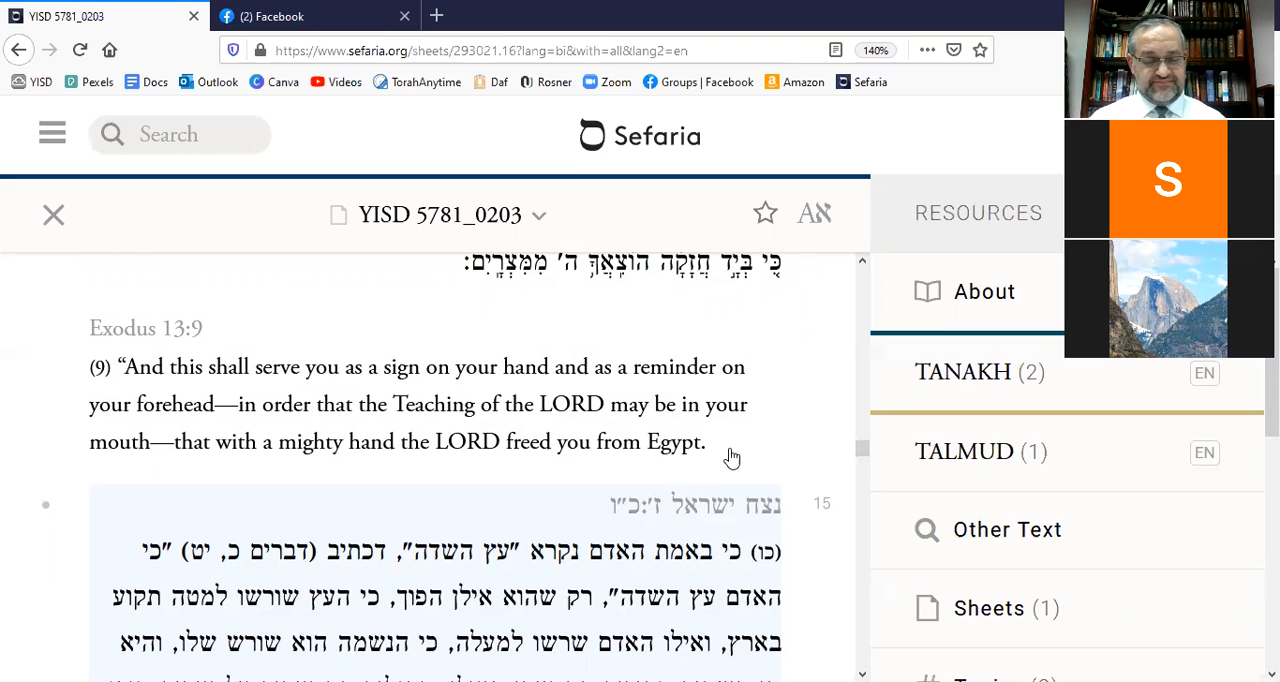 YISD 5781_0203
(2) Facebook
https://www.sefaria.org/sheets/293021.16?lang=bi&with=all&lang2=en
140%
YISD
Pexels
Docs
Outlook
Canva
Videos
TorahAnytime
Daf
Rosner
Zoom
Groups | Facebook
Amazon
Sefaria
Search
Sefaria
YISD 5781_0203
Aא
כִּ֚י בְּיָ֣ד חֲזָקָ֔ה הוֹצִֽאֲךָ֥ ה' מִמִּצְרָֽיִם:
Exodus 13:9
(9) “And this shall serve you as a sign on your hand and as a reminder on
your forehead—in order that the Teaching of the LORD may be in your
mouth—that with a mighty hand the LORD freed you from Egypt.
נצח ישראל ז׳:כ״ו
15
(כו) כי באמת האדם נקרא "עץ השדה", דכתיב (דברים כ, יט) "כי
האדם עץ השדה", רק שהוא אילן הפוך, כי העץ שורשו למטה תקוע
בארץ, ואילו האדם שרשו למעלה, כי הנשמה הוא שורש שלו, והיא
RESOURCES
About
TANAKH (2)
EN
TALMUD (1)
EN
Other Text
Sheets (1)
S